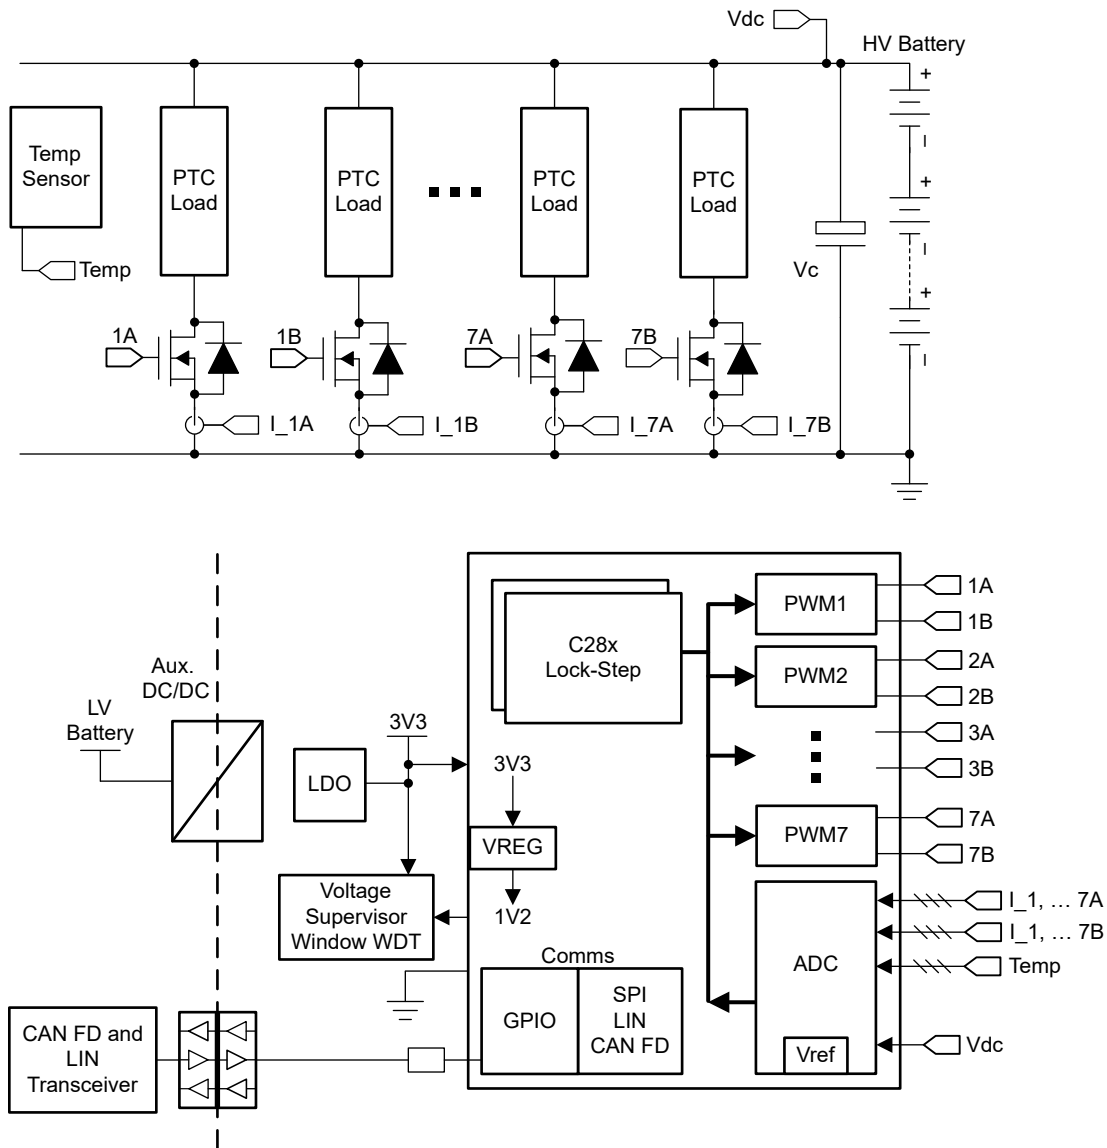 Vdc
HV Battery
+
Temp
Sensor
PTC
Load
PTC
Load
PTC
Load
PTC
Load
+
Temp
Vc
+
1A
1B
7A
7B
I_1A
I_1B
I_7A
I_7B
C28x
Lock-Step
PWM1
1A
1B
Aux.
DC/DC
PWM2
2A
2B
LV
Battery
3V3
3A
3B
LDO
3V3
VREG
PWM7
7A
7B
Voltage
Supervisor
Window WDT
1V2
I_1, … 7A
I_1, … 7B
ADC
Temp
Comms
GPIO
SPI
LIN
CAN FD
CAN FD and
LIN
Transceiver
Vref
Vdc